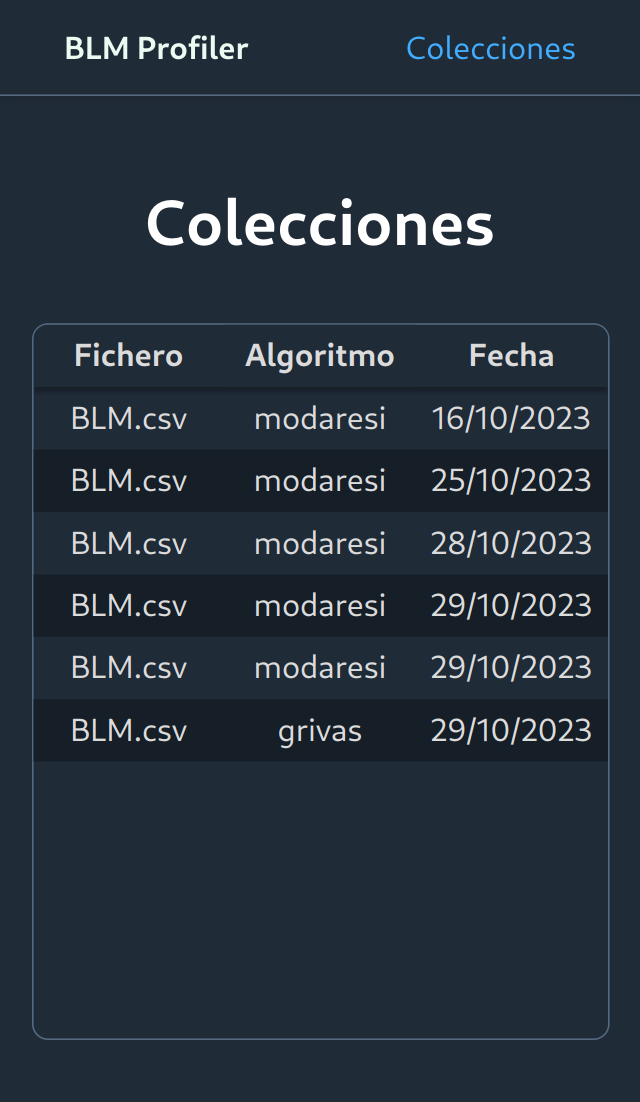 BLM Profiler Colecciones
Colecciones
Fichero Algoritmo Fecha
BLM.csv modaresi 16/10/2023
BLM.csv modaresi 25/10/2023
BLM.csv modaresi 28/10/2023
BLM.csv modaresi 29/10/2023
BLM.csv modaresi 29/10/2023
BLM.csv grivas 29/10/2023